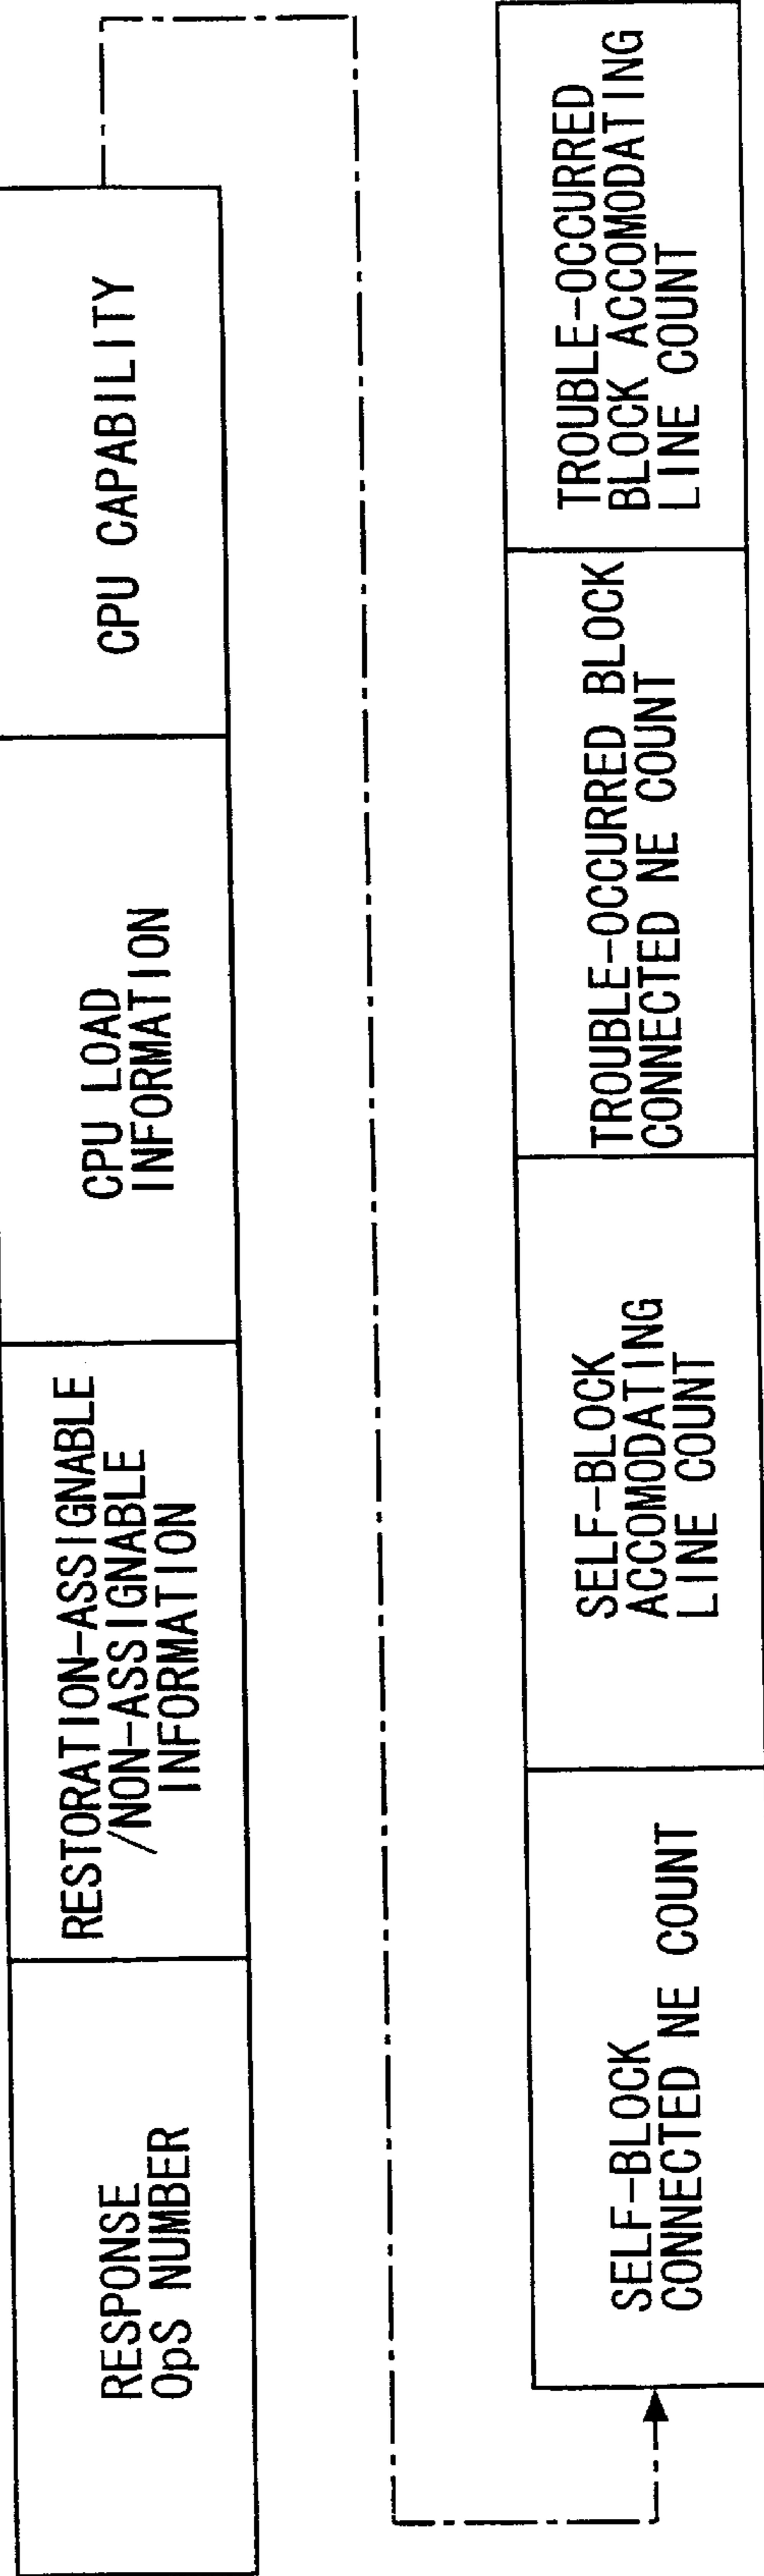 RESPONSE
OpS NUMBER
RESTORATION-ASSIGNABLE
/NON-ASSIGNABLE
INFORMATION
CPU LOAD
INFORMATION
CPU CAPABILITY
SELF-BLOCK
CONNECTED NE COUNT
SELF-BLOCK
ACCOMODATING
LINE COUNT
TROUBLE-OCCURRED BLOCK
CONNECTED NE COUNT
TROUBLE-OCCURRED
BLOCK ACCOMODATING
LINE COUNT